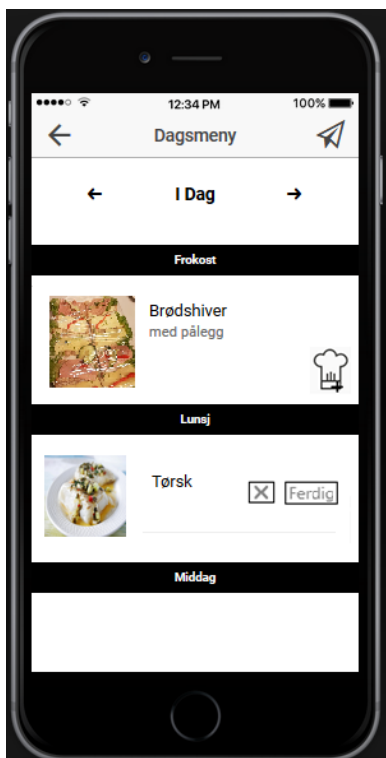 12:34 PM
100%
Dagsmeny
I Dag
Frokost
Brødshiver
med pålegg
Lunsj
Tørsk
Ferdig
Middag